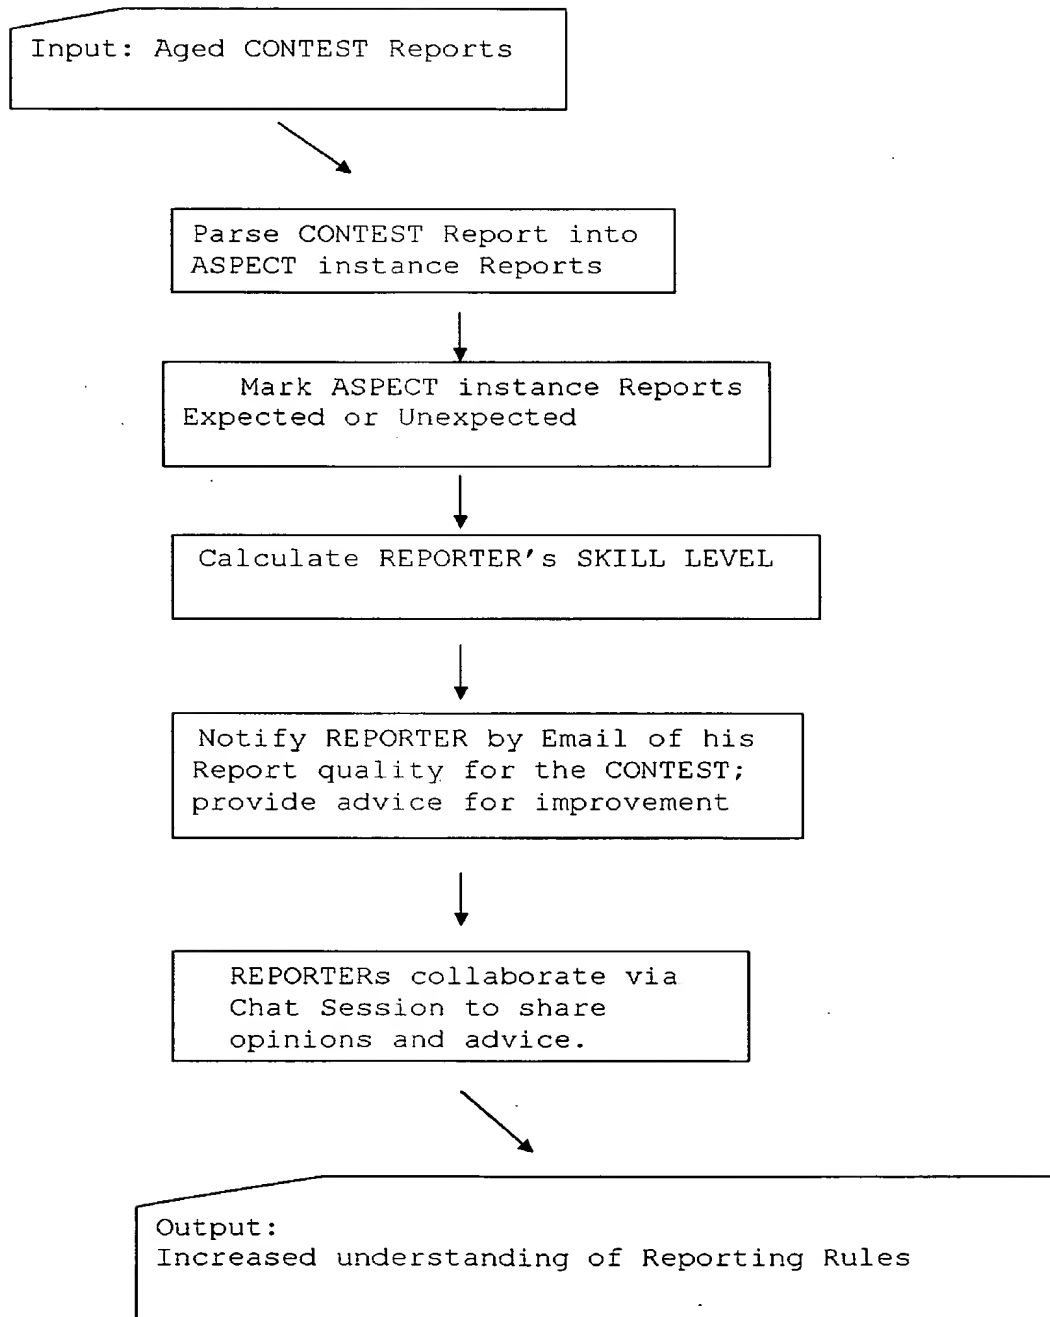 Input: Aged CONTEST Reports
Parse CONTEST Report into
ASPECT instance Reports
Mark ASPECT instance Reports
Expected or Unexpected
Calculate REPORTER's SKILL LEVEL
Notify REPORTER by Email of his
Report quality for the CONTEST;
provide advice for improvement
REPORTERs collaborate via
Chat Session to share
opinions and advice.
Output:
Increased understanding of Reporting Rules